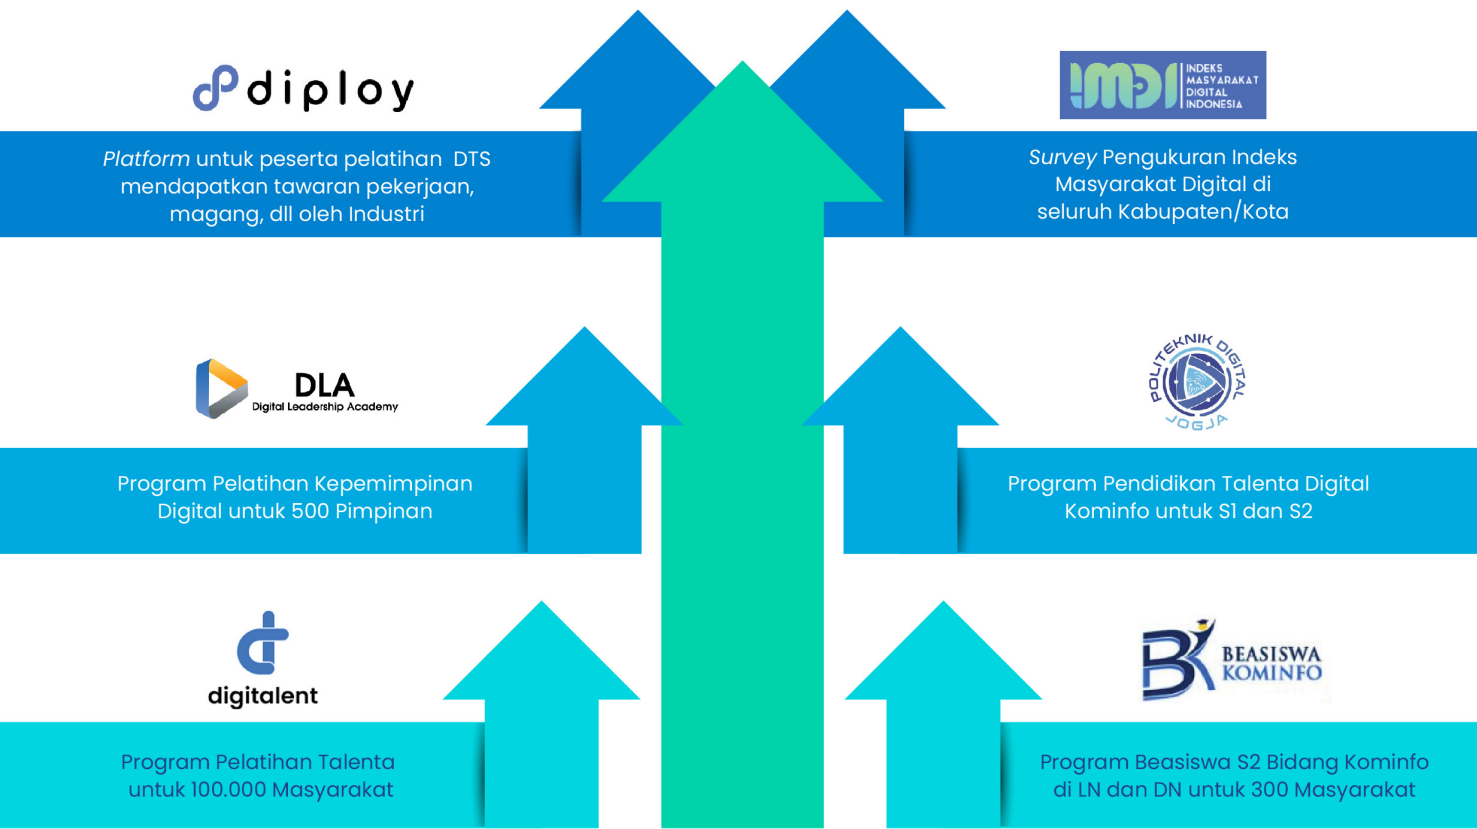 diploy
Platform untuk peserta pelatihan DTS
mendapatkan tawaran pekerjaan,
magang, dll oleh Industri
IMDI
INDEKS
MASYARAKAT
DIGITAL
INDONESIA
Survey Pengukuran Indeks
Masyarakat Digital di
seluruh Kabupaten/Kota
DLA
Digital Leadership Academy
Program Pelatihan Kepemimpinan
Digital untuk 500 Pimpinan
POLITEKNIK DIGITAL
JOGJA
Program Pendidikan Talenta Digital
Kominfo untuk S1 dan S2
digitalent
Program Pelatihan Talenta
untuk 100.000 Masyarakat
BK
BEASISWA
KOMINFO
Program Beasiswa S2 Bidang Kominfo
di LN dan DN untuk 300 Masyarakat